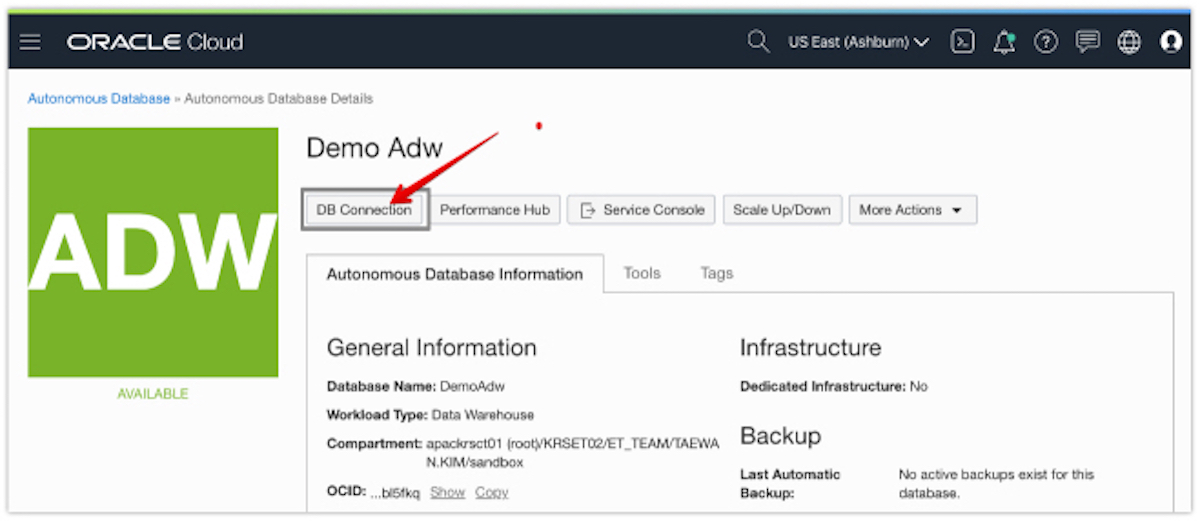 ORACLE Cloud
US East (Ashburn)
Autonomous Database » Autonomous Database Details
ADW
AVAILABLE
Demo Adw
DB Connection
Performance Hub
Service Console
Scale Up/Down
More Actions
Autonomous Database Information
Tools
Tags
General Information
Database Name: DemoAdw
Workload Type: Data Warehouse
Compartment: apackrsct01 (root)/KRSET02/ET_TEAM/TAEWA
N.KIM/sandbox
OCID: ...bl5fkq Show Copy
Infrastructure
Dedicated Infrastructure: No
Backup
Last Automatic
Backup:
No active backups exist for this
database.